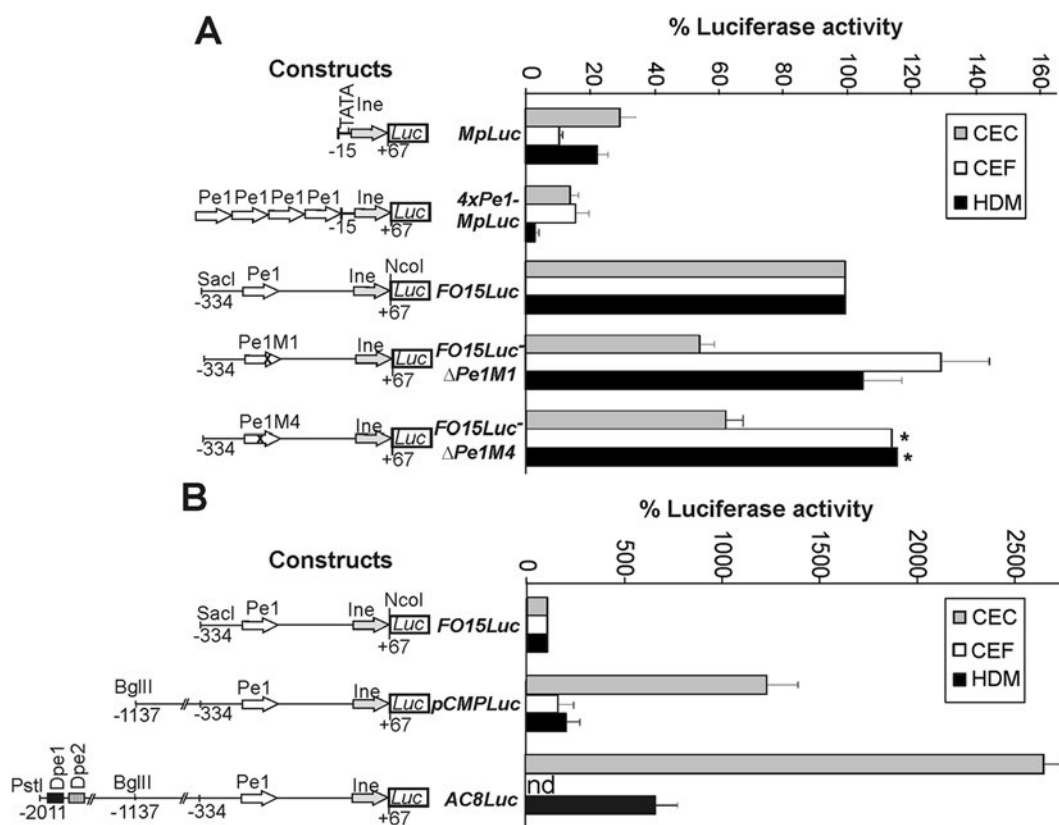 A
% Luciferase activity
Constructs
0 20 40 60 80 100 120 140 160
CEC
CEF
HDM
TATA
Ine
Luc
-15 +67
MpLuc
Pe1 Pe1 Pe1 Pe1 Ine
Luc
-15 +67
4xPe1-
MpLuc
SacI Pe1 Ine NcoI
Luc
-334 +67
FO15Luc
Pe1M1 Ine
Luc
-334 +67
FO15Luc-
ΔPe1M1
Pe1M4 Ine
Luc
-334 +67
FO15Luc-
ΔPe1M4
*
*
B
% Luciferase activity
Constructs
0 500 1000 1500 2000 2500
CEC
CEF
HDM
SacI Pe1 Ine NcoI
Luc
-334 +67
FO15Luc
BglII Pe1 Ine
Luc
-1137 -334 +67
pCMPLuc
PstI Dpe1 Dpe2 BglII Pe1 Ine
Luc
-2011 -1137 -334 +67
AC8Luc
nd